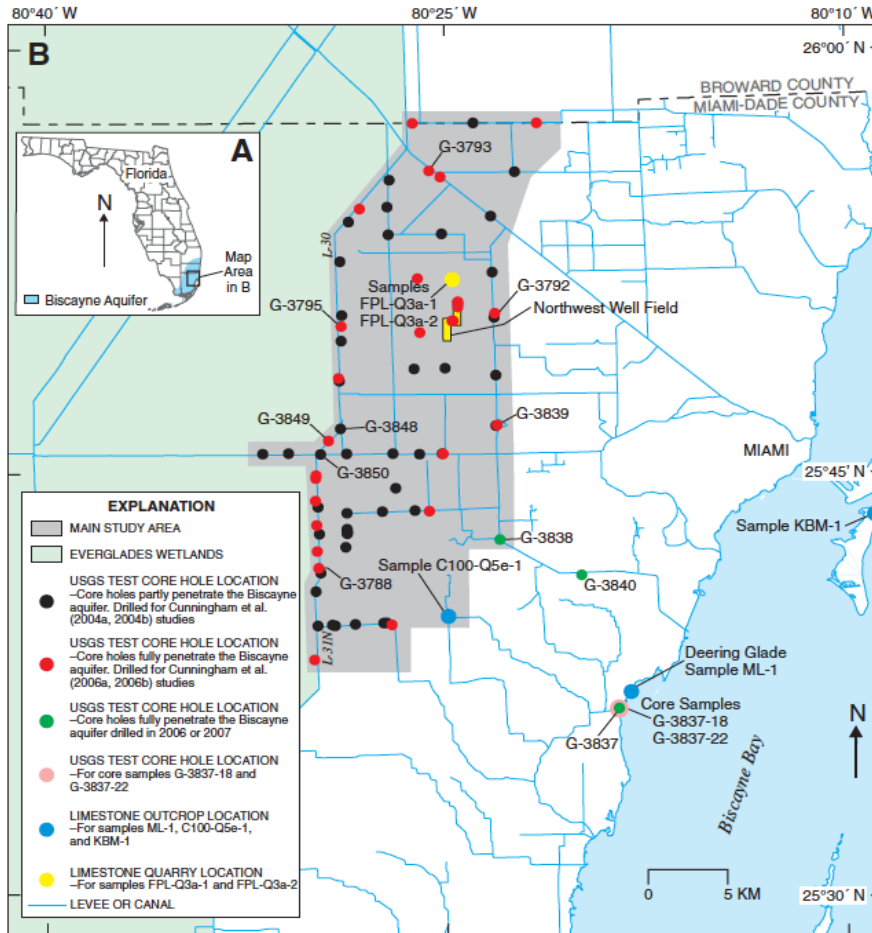 80°40´ W
80°25´ W
80°10´ W
B
26°00´ N
BROWARD COUNTY
MIAMI-DADE COUNTY
A
Florida
N
Map
Area
in B
Biscayne Aquifer
G-3793
L-30
Samples
FPL-Q3a-1
FPL-Q3a-2
G-3792
Northwest Well Field
G-3795
G-3849
G-3848
G-3839
G-3850
MIAMI
25°45´ N
Sample KBM-1
G-3838
Sample C100-Q5e-1
G-3840
G-3788
L-31N
Deering Glade
Sample ML-1
Core Samples
G-3837-18
G-3837-22
G-3837
N
Biscayne Bay
0 5 KM
25°30´ N
EXPLANATION
MAIN STUDY AREA
EVERGLADES WETLANDS
USGS TEST CORE HOLE LOCATION
–Core holes partly penetrate the Biscayne
aquifer. Drilled for Cunningham et al.
(2004a, 2004b) studies
USGS TEST CORE HOLE LOCATION
–Core holes fully penetrate the Biscayne
aquifer. Drilled for Cunningham et al.
(2006a, 2006b) studies
USGS TEST CORE HOLE LOCATION
–Core holes fully penetrate the Biscayne
aquifer drilled in 2006 or 2007
USGS TEST CORE HOLE LOCATION
–For core samples G-3837-18 and
G-3837-22
LIMESTONE OUTCROP LOCATION
–For samples ML-1, C100-Q5e-1,
and KBM-1
LIMESTONE QUARRY LOCATION
–For samples FPL-Q3a-1 and FPL-Q3a-2
LEVEE OR CANAL